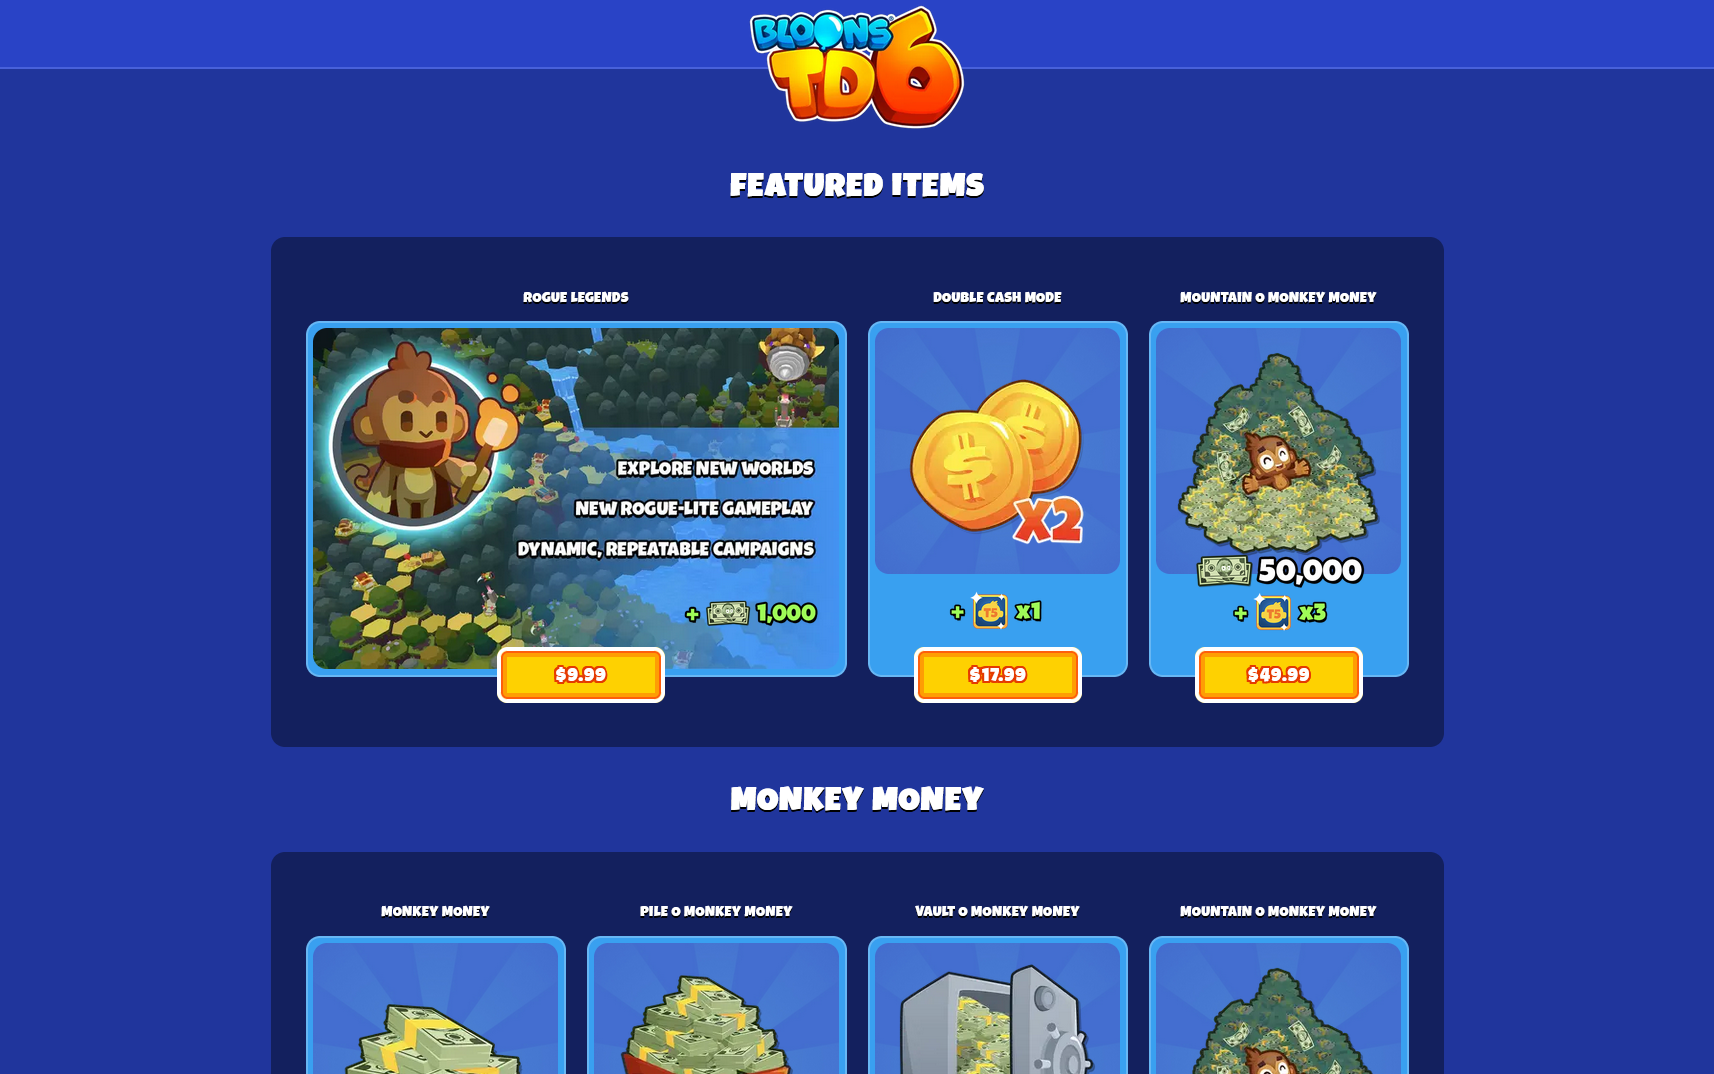 BLOONS
TD6
FEATURED ITEMS
ROGUE LEGENDS
EXPLORE NEW WORLDS
NEW ROGUE-LITE GAMEPLAY
DYNAMIC, REPEATABLE CAMPAIGNS
+ 1,000
$9.99
DOUBLE CASH MODE
X2
+ T5 x1
$17.99
MOUNTAIN O MONKEY MONEY
50,000
+ T5 x3
$49.99
MONKEY MONEY
MONKEY MONEY
PILE O MONKEY MONEY
VAULT O MONKEY MONEY
MOUNTAIN O MONKEY MONEY